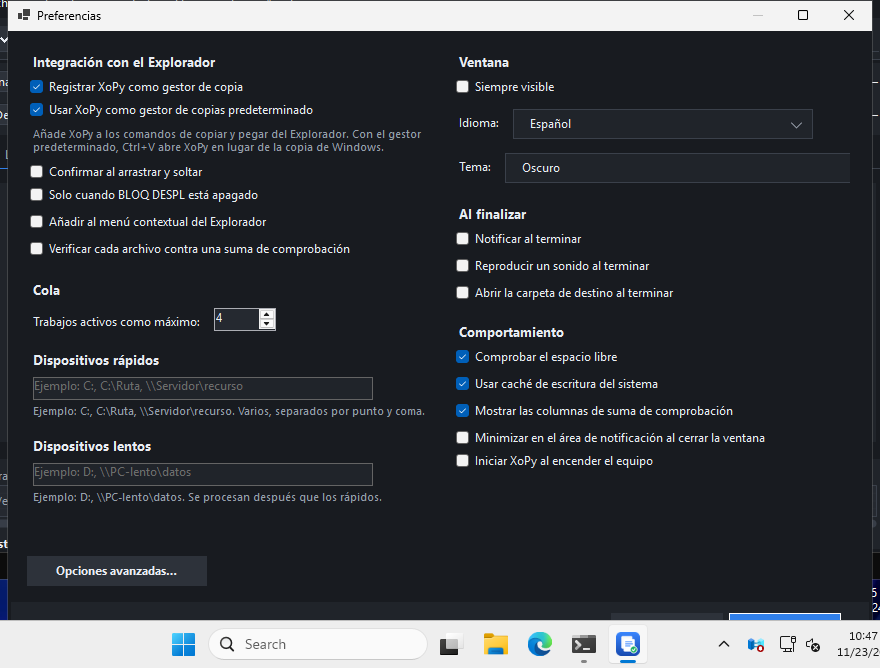 Preferencias
Integración con el Explorador
Registrar XoPy como gestor de copia
Usar XoPy como gestor de copias predeterminado
Añade XoPy a los comandos de copiar y pegar del Explorador. Con el gestor
predeterminado, Ctrl+V abre XoPy en lugar de la copia de Windows.
Confirmar al arrastrar y soltar
Solo cuando BLOQ DESPL está apagado
Añadir al menú contextual del Explorador
Verificar cada archivo contra una suma de comprobación
Cola
Trabajos activos como máximo: 4
Dispositivos rápidos
Ejemplo: C:, C:\Ruta, \\Servidor\recurso
Ejemplo: C:, C:\Ruta, \\Servidor\recurso. Varios, separados por punto y coma.
Dispositivos lentos
Ejemplo: D:, \\PC-lento\datos
Ejemplo: D:, \\PC-lento\datos. Se procesan después que los rápidos.
Opciones avanzadas...
Ventana
Siempre visible
Idioma: Español
Tema: Oscuro
Al finalizar
Notificar al terminar
Reproducir un sonido al terminar
Abrir la carpeta de destino al terminar
Comportamiento
Comprobar el espacio libre
Usar caché de escritura del sistema
Mostrar las columnas de suma de comprobación
Minimizar en el área de notificación al cerrar la ventana
Iniciar XoPy al encender el equipo
Search
10:47
11/23/2